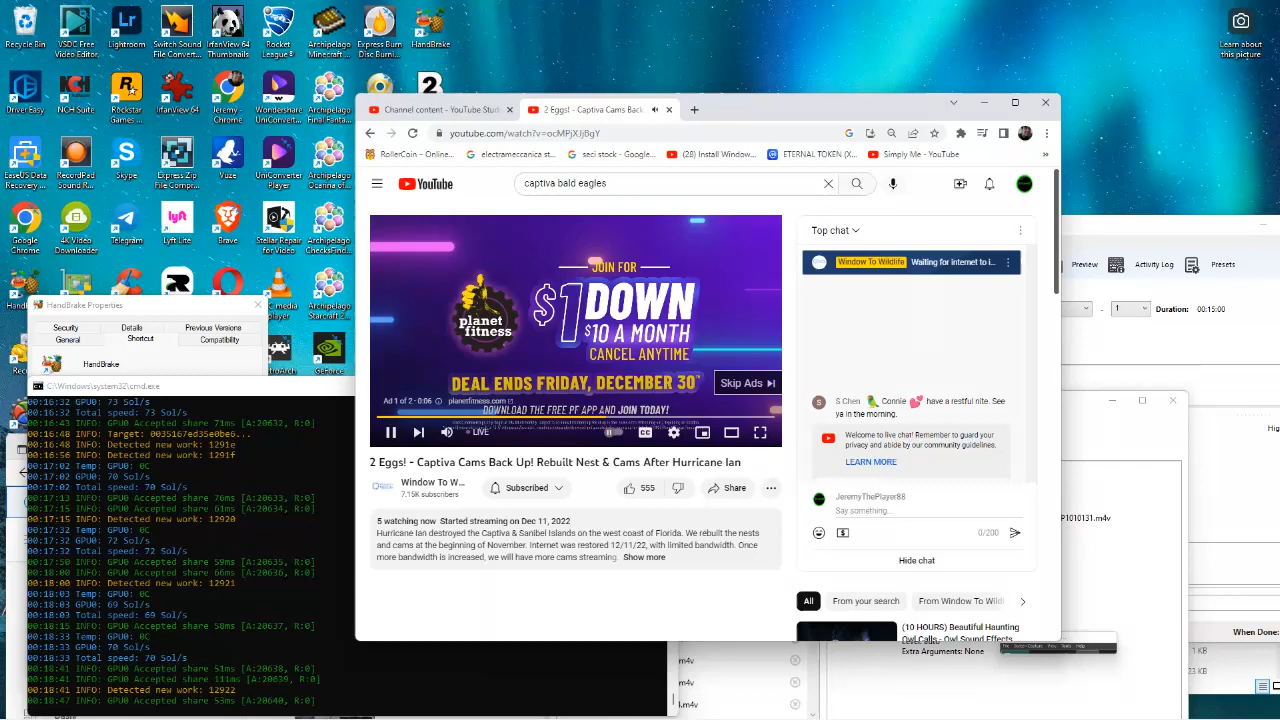 Recycle Bin
VSDC Free Video Editor
Lightroom
Switch Sound File Convert...
IrfanView 64 Thumbnails
Rocket League®
Archipelago Minecraft ...
Express Burn Disc Burni...
HandBrake
Learn about this picture
Driver Easy
NCH Suite
Rockstar Games ...
IrfanView 64
Jeremy - Chrome
Wondershare UniConvert...
Archipelago Final Fanta...
2
EaseUS Data Recovery ...
RecordPad Sound R...
Skype
Express Zip File Compr...
Vuze
UniConverter Player
Archipelago Ocarina of...
Google Chrome
4K Video Downloader
Telegram
Lyft Lite
Brave
Stellar Repair for Video
Archipelago ChecksFind...
Archipelago Starcraft 2...
GeForce
HandBrake Properties
Security
Details
Previous Versions
General
Shortcut
Compatibility
HandBrake
C:\Windows\system32\cmd.exe
00:16:32 GPU0: 73 Sol/s
00:16:32 Total speed: 73 Sol/s
00:16:43 INFO: GPU0 Accepted share 71ms [A:20632, R:0]
00:16:48 INFO: Target: 0035167ed35e0be6...
00:16:48 INFO: Detected new work: 1291e
00:16:56 INFO: Detected new work: 1291f
00:17:02 Temp: GPU0: 0C
00:17:02 GPU0: 70 Sol/s
00:17:02 Total speed: 70 Sol/s
00:17:13 INFO: GPU0 Accepted share 76ms [A:20633, R:0]
00:17:15 INFO: GPU0 Accepted share 61ms [A:20634, R:0]
00:17:15 INFO: Detected new work: 12920
00:17:32 Temp: GPU0: 0C
00:17:32 GPU0: 72 Sol/s
00:17:32 Total speed: 72 Sol/s
00:17:50 INFO: GPU0 Accepted share 59ms [A:20635, R:0]
00:18:00 INFO: GPU0 Accepted share 66ms [A:20636, R:0]
00:18:00 INFO: Detected new work: 12921
00:18:03 Temp: GPU0: 0C
00:18:03 GPU0: 69 Sol/s
00:18:03 Total speed: 69 Sol/s
00:18:15 INFO: GPU0 Accepted share 58ms [A:20637, R:0]
00:18:33 Temp: GPU0: 0C
00:18:33 GPU0: 70 Sol/s
00:18:33 Total speed: 70 Sol/s
00:18:41 INFO: GPU0 Accepted share 51ms [A:20638, R:0]
00:18:41 INFO: GPU0 Accepted share 111ms [A:20639, R:0]
00:18:41 INFO: Detected new work: 12922
00:18:47 INFO: GPU0 Accepted share 53ms [A:20640, R:0]
Channel content - YouTube Stud
2 Eggs! - Captiva Cams Back
youtube.com/watch?v=ocMPjXJjBgY
RollerCoin – Online...
electrameccanica st...
seci stock - Google...
(28) Install Window...
ETERNAL TOKEN (X...
Simply Me - YouTube
»
YouTube
captiva bald eagles
JOIN FOR
planet fitness
$1 DOWN
$10 A MONTH
CANCEL ANYTIME
DEAL ENDS FRIDAY, DECEMBER 30
Skip Ads
Ad 1 of 2 · 0:06
planetfitness.com
DOWNLOAD THE FREE PF APP AND JOIN TODAY!
LIVE
2 Eggs! - Captiva Cams Back Up! Rebuilt Nest & Cams After Hurricane Ian
Window To W...
7.15K subscribers
Subscribed
555
Share
5 watching now Started streaming on Dec 11, 2022
Hurricane Ian destroyed the Captiva & Sanibel Islands on the west coast of Florida. We rebuilt the nests
and cams at the beginning of November. Internet was restored 12/11/22, with limited bandwidth. Once
more bandwidth is increased, we will have more cams streaming. Show more
Top chat
Window To Wildlife Waiting for internet to i...
S Chen 🦜 Connie 💕 have a restful nite. See
ya in the morning.
Welcome to live chat! Remember to guard your
privacy and abide by our community guidelines.
LEARN MORE
JeremyThePlayer88
Say something...
0/200
Hide chat
All
From your search
From Window To Wildl
(10 HOURS) Beautiful Haunting
Owl Calls - Owl Sound Effects
Extra Arguments: None
Preview
Activity Log
Presets
- 1
Duration: 00:15:00
P1010131.m4v
When Done:
1 KB
23 KB
m4v
m4v
m4v